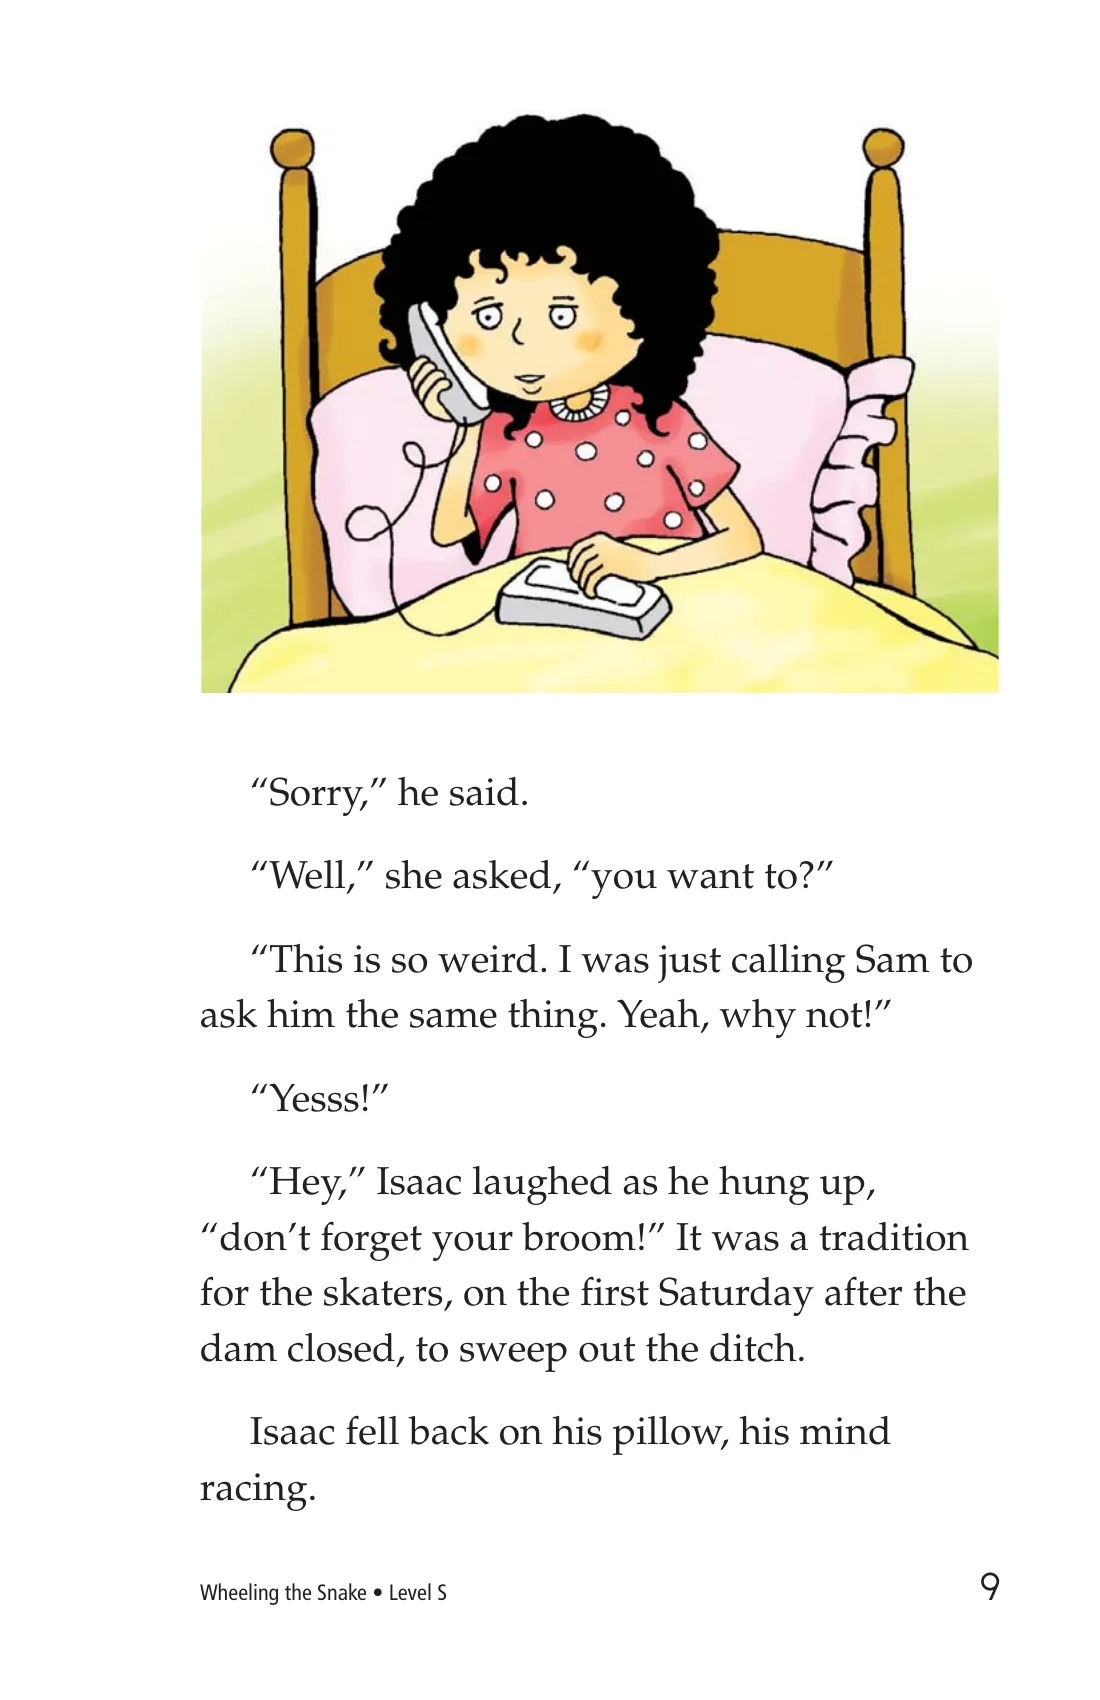 “Sorry,” he said.
“Well,” she asked, “you want to?”
“This is so weird. I was just calling Sam to
ask him the same thing. Yeah, why not!”
“Yesss!”
“Hey,” Isaac laughed as he hung up,
“don’t forget your broom!” It was a tradition
for the skaters, on the first Saturday after the
dam closed, to sweep out the ditch.
Isaac fell back on his pillow, his mind
racing.
Wheeling the Snake • Level S 9